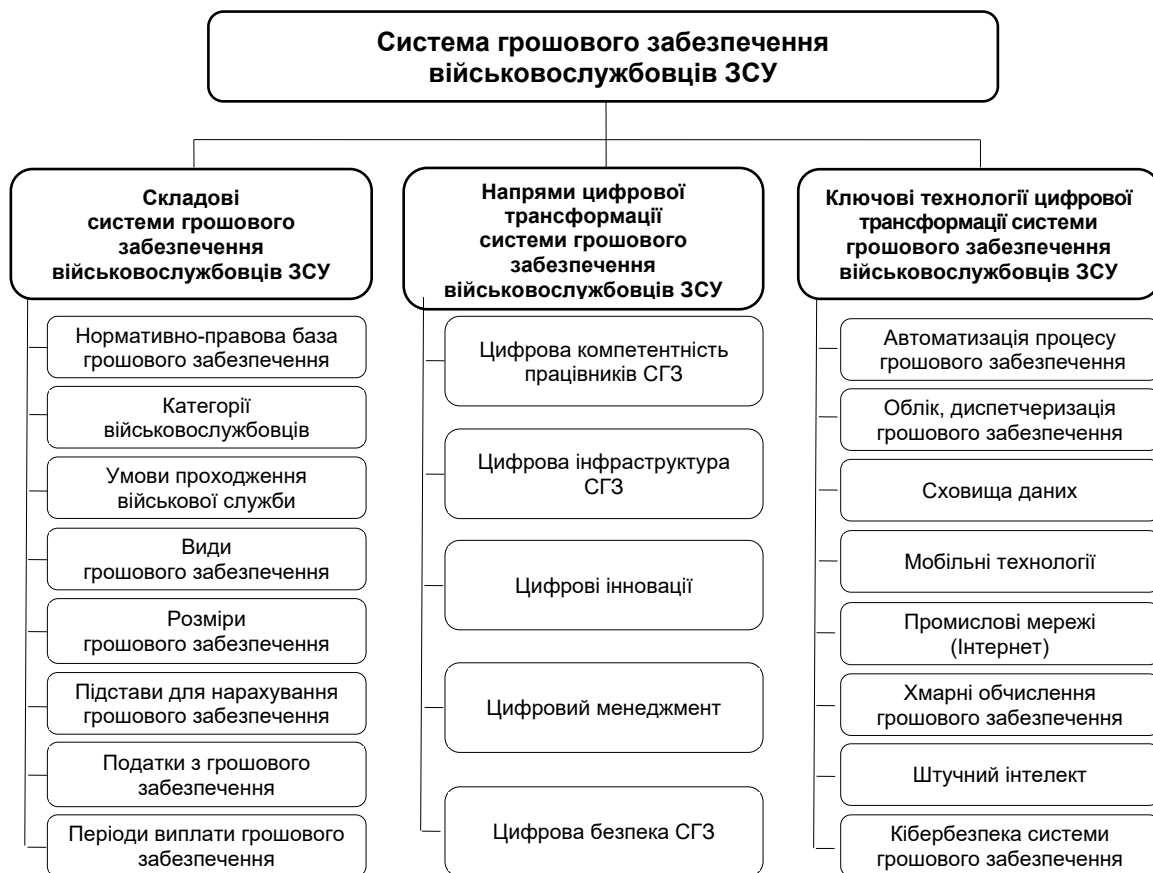 Система грошового забезпечення
військовослужбовців ЗСУ
Складові
системи грошового
забезпечення
військовослужбовців ЗСУ
Нормативно-правова база
грошового забезпечення
Категорії
військовослужбовців
Умови проходження
військової служби
Види
грошового забезпечення
Розміри
грошового забезпечення
Підстави для нарахування
грошового забезпечення
Податки з грошового
забезпечення
Періоди виплати грошового
забезпечення
Напрями цифрової
трансформації
системи грошового
забезпечення
військовослужбовців ЗСУ
Цифрова компетентність
працівників СГЗ
Цифрова інфраструктура
СГЗ
Цифрові інновації
Цифровий менеджмент
Цифрова безпека СГЗ
Ключові технології цифрової
трансформації системи
грошового забезпечення
військовослужбовців ЗСУ
Автоматизація процесу
грошового забезпечення
Облік, диспетчеризація
грошового забезпечення
Сховища даних
Мобільні технології
Промислові мережі
(Інтернет)
Хмарні обчислення
грошового забезпечення
Штучний інтелект
Кібербезпека системи
грошового забезпечення